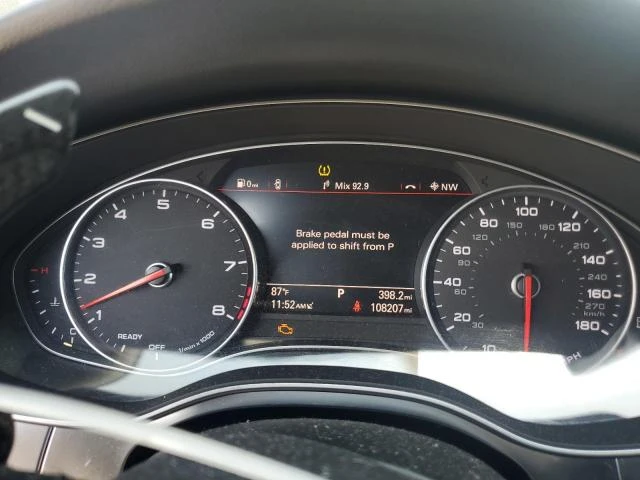 0mi Mix 92.9 NW
Brake pedal must be
applied to shift from P
87°F P 398.2mi
11:52AM 108207mi
1 2 3 4 5 6 7 8
READY
OFF
1/min x 1000
H
C
10 20 40 60 80 100 120 140 160 180
30 60 90 120 150 180 210 240 270
km/h
MPH